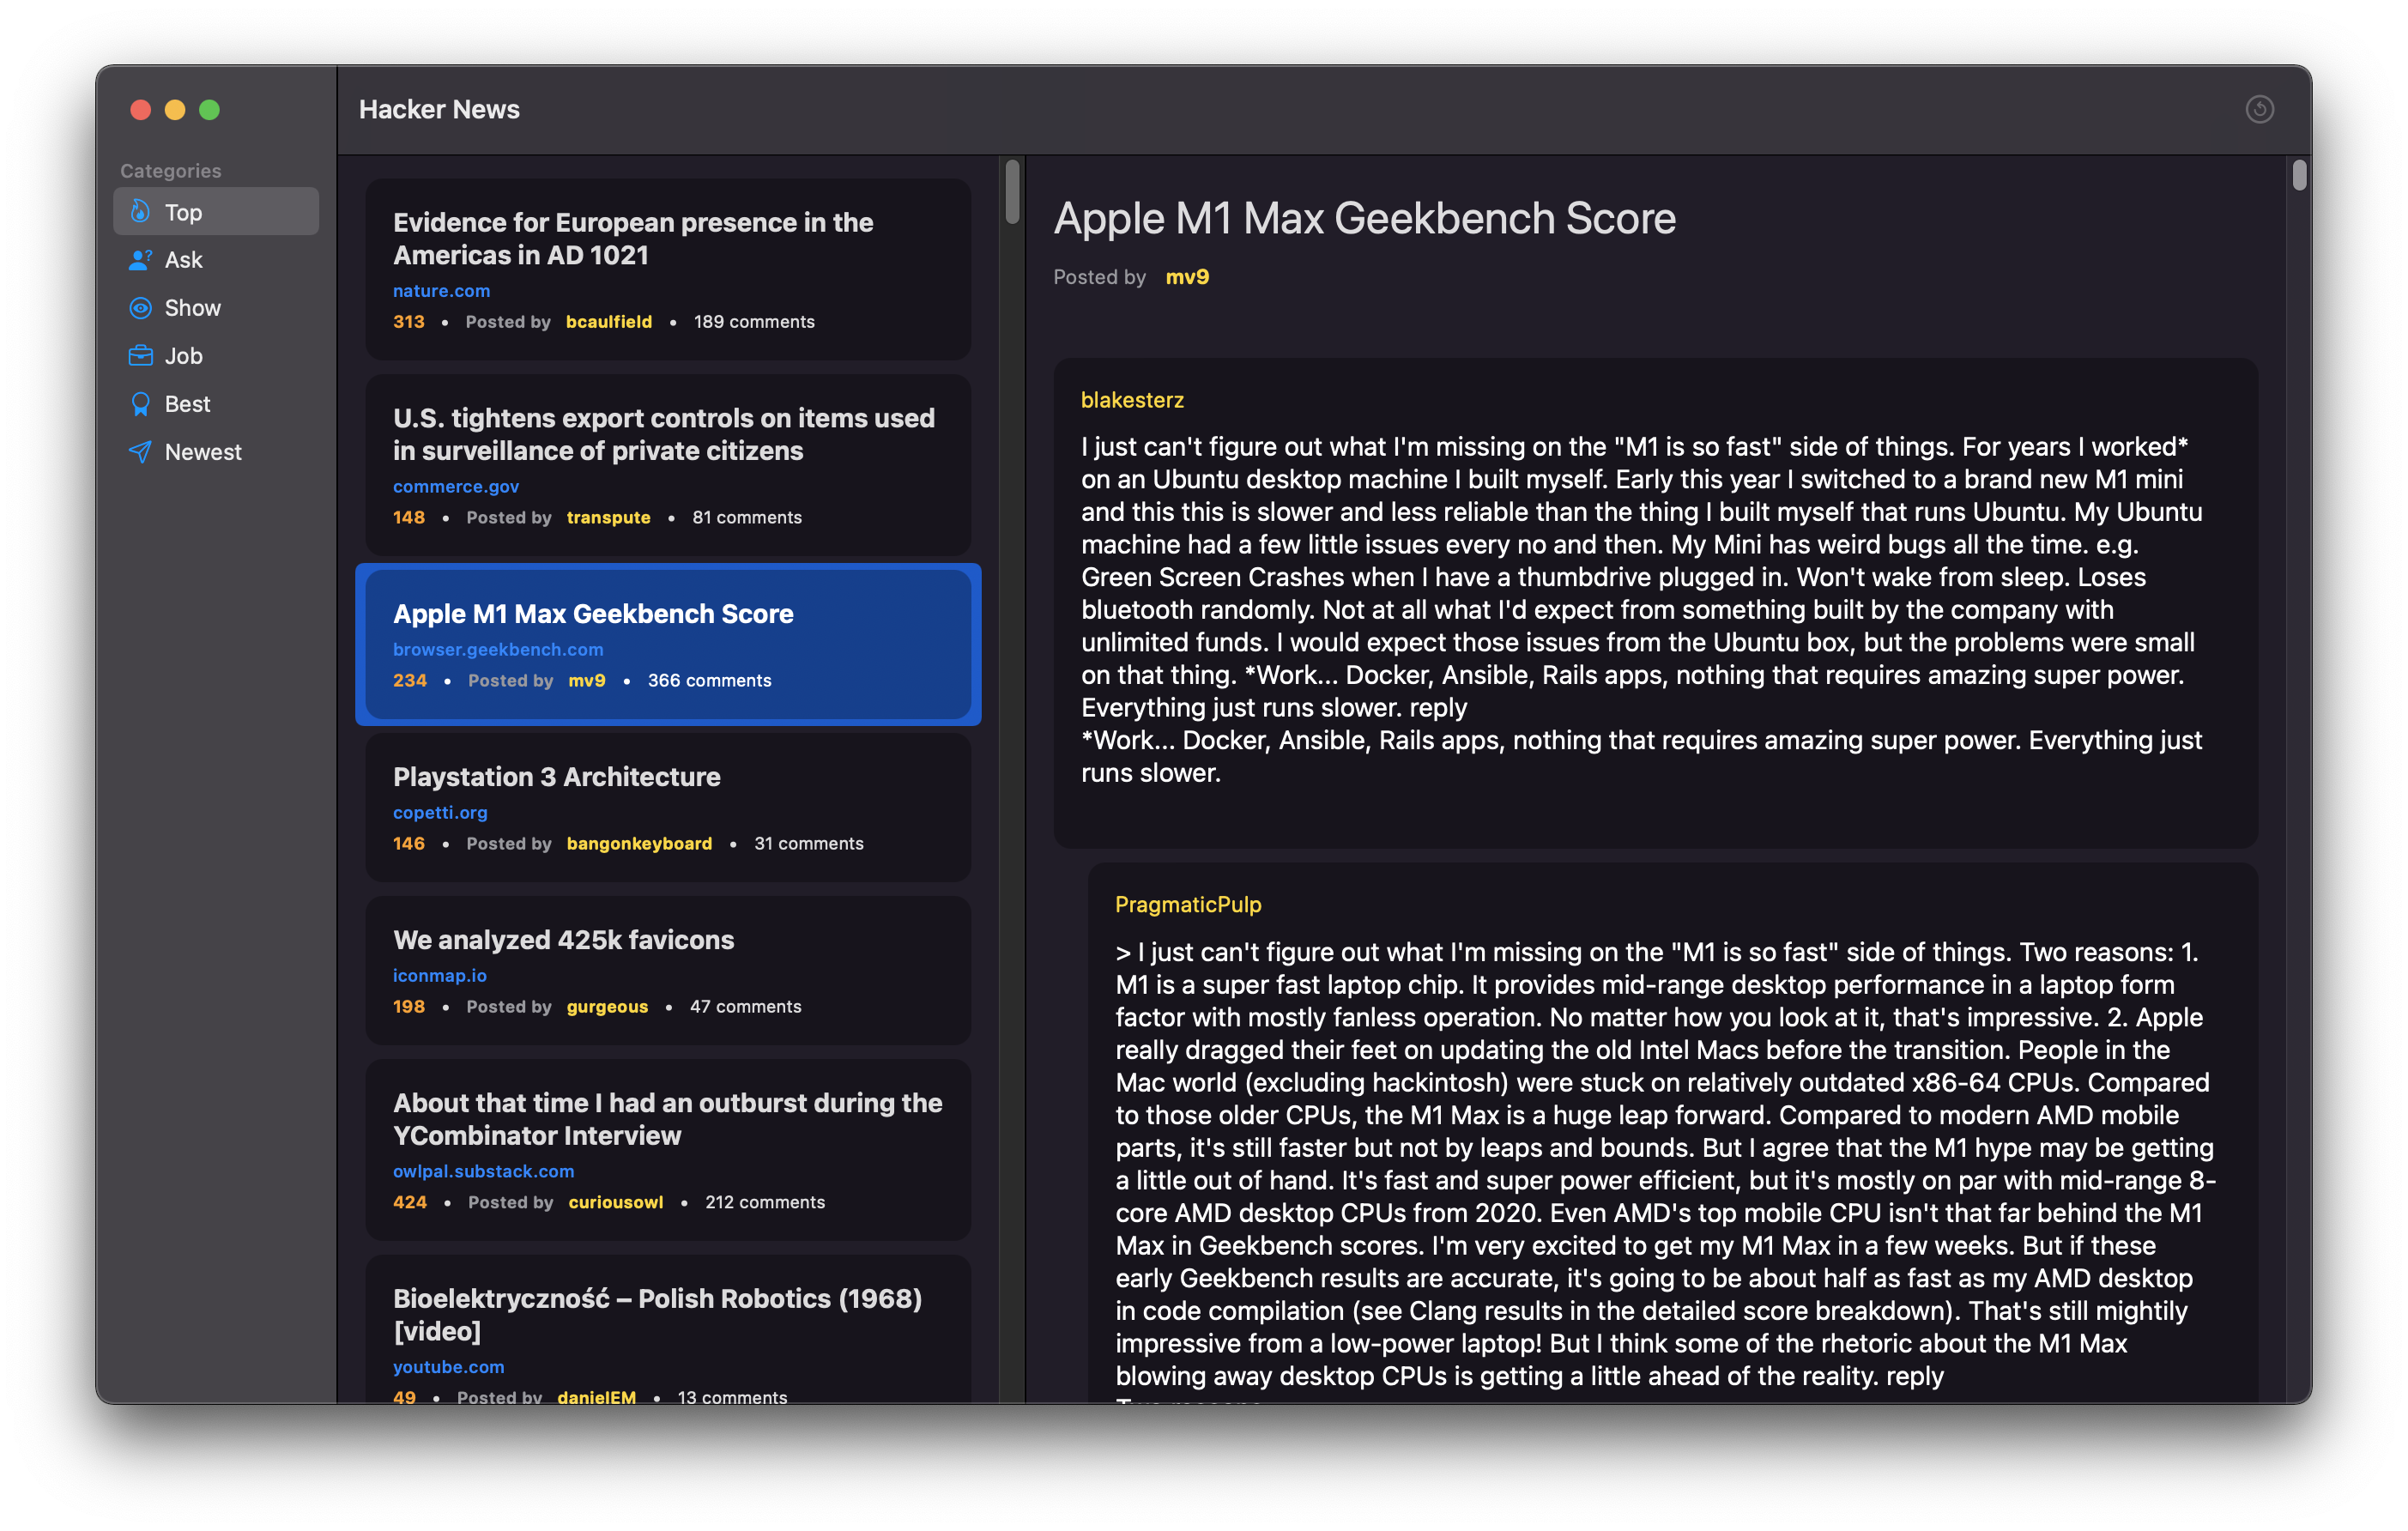 Hacker News
Categories
Top
Ask
Show
Job
Best
Newest
Evidence for European presence in the
Americas in AD 1021
nature.com
313 • Posted by bcaulfield • 189 comments
U.S. tightens export controls on items used
in surveillance of private citizens
commerce.gov
148 • Posted by transpute • 81 comments
Apple M1 Max Geekbench Score
browser.geekbench.com
234 • Posted by mv9 • 366 comments
Playstation 3 Architecture
copetti.org
146 • Posted by bangonkeyboard • 31 comments
We analyzed 425k favicons
iconmap.io
198 • Posted by gurgeous • 47 comments
About that time I had an outburst during the
YCombinator Interview
owlpal.substack.com
424 • Posted by curiousowl • 212 comments
Bioelektryczność – Polish Robotics (1968)
[video]
youtube.com
49 • Posted by danielEM • 13 comments
Apple M1 Max Geekbench Score
Posted by mv9
blakesterz
I just can't figure out what I'm missing on the "M1 is so fast" side of things. For years I worked*
on an Ubuntu desktop machine I built myself. Early this year I switched to a brand new M1 mini
and this this is slower and less reliable than the thing I built myself that runs Ubuntu. My Ubuntu
machine had a few little issues every no and then. My Mini has weird bugs all the time. e.g.
Green Screen Crashes when I have a thumbdrive plugged in. Won't wake from sleep. Loses
bluetooth randomly. Not at all what I'd expect from something built by the company with
unlimited funds. I would expect those issues from the Ubuntu box, but the problems were small
on that thing. *Work... Docker, Ansible, Rails apps, nothing that requires amazing super power.
Everything just runs slower. reply
*Work... Docker, Ansible, Rails apps, nothing that requires amazing super power. Everything just
runs slower.
PragmaticPulp
> I just can't figure out what I'm missing on the "M1 is so fast" side of things. Two reasons: 1.
M1 is a super fast laptop chip. It provides mid-range desktop performance in a laptop form
factor with mostly fanless operation. No matter how you look at it, that's impressive. 2. Apple
really dragged their feet on updating the old Intel Macs before the transition. People in the
Mac world (excluding hackintosh) were stuck on relatively outdated x86-64 CPUs. Compared
to those older CPUs, the M1 Max is a huge leap forward. Compared to modern AMD mobile
parts, it's still faster but not by leaps and bounds. But I agree that the M1 hype may be getting
a little out of hand. It's fast and super power efficient, but it's mostly on par with mid-range 8-
core AMD desktop CPUs from 2020. Even AMD's top mobile CPU isn't that far behind the M1
Max in Geekbench scores. I'm very excited to get my M1 Max in a few weeks. But if these
early Geekbench results are accurate, it's going to be about half as fast as my AMD desktop
in code compilation (see Clang results in the detailed score breakdown). That's still mightily
impressive from a low-power laptop! But I think some of the rhetoric about the M1 Max
blowing away desktop CPUs is getting a little ahead of the reality. reply